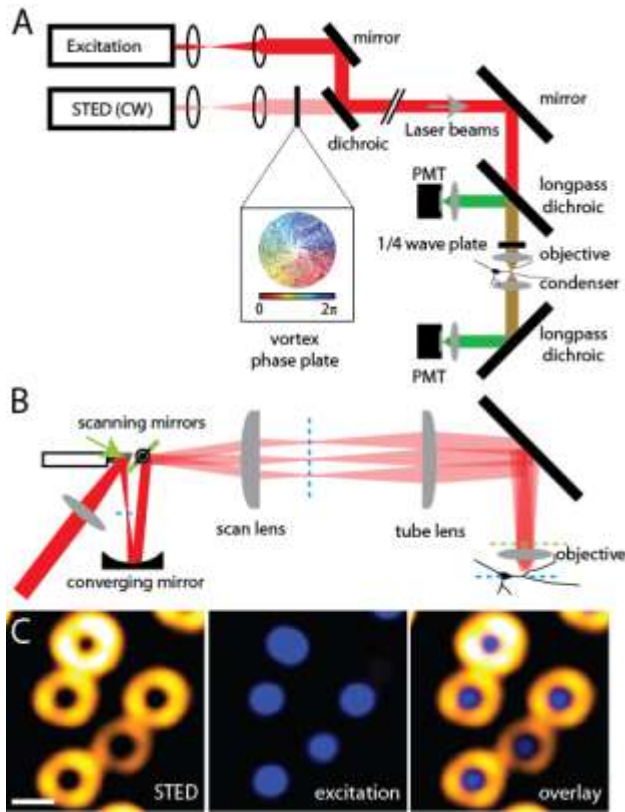 A
Excitation
mirror
STED (CW)
dichroic
Laser beams
mirror
PMT
longpass
dichroic
1/4 wave plate
objective
condenser
0 2π
vortex
phase plate
longpass
dichroic
PMT
B
scanning mirrors
scan lens
tube lens
objective
converging mirror
C
STED
excitation
overlay